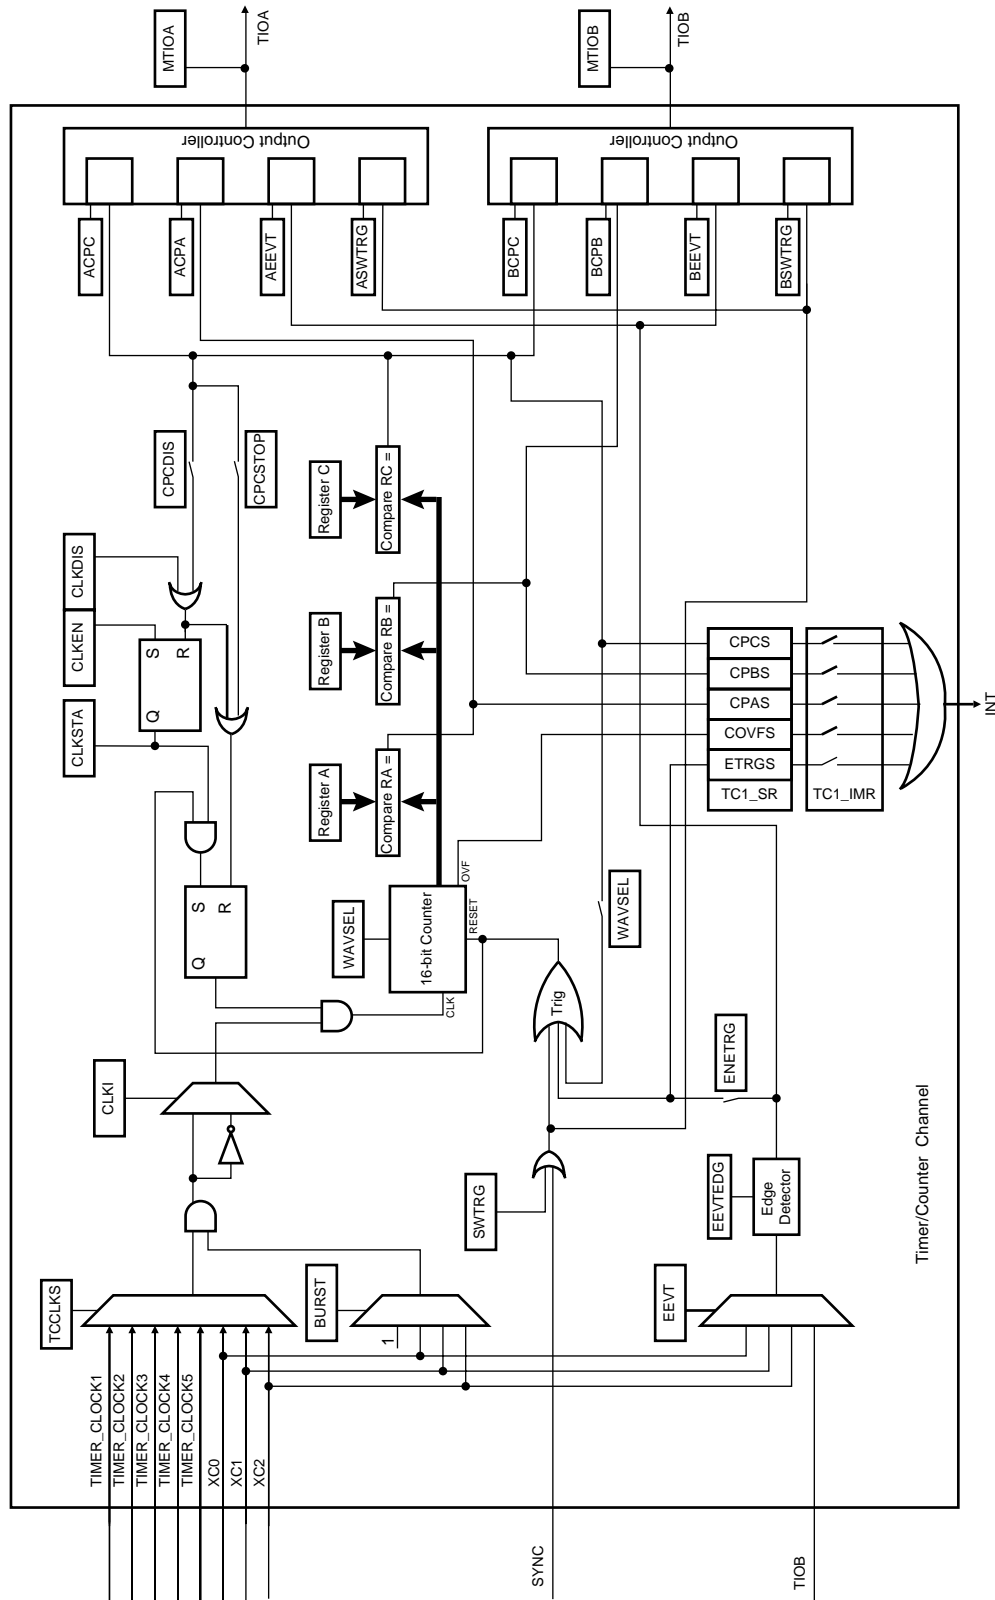 TIMER_CLOCK1
TIMER_CLOCK2
TIMER_CLOCK3
TIMER_CLOCK4
TIMER_CLOCK5
XC0
XC1
XC2
TCCLKS
CLKI
CLKSTA
CLKEN
CLKDIS
Q
S
R
Q
S
R
CPCDIS
CPCSTOP
ACPC
ACPA
AEEVT
ASWTRG
Output Controller
MTIOA
TIOA
BURST
1
WAVSEL
16-bit Counter
CLK
RESET
OVF
Register A
Register B
Register C
Compare RA =
Compare RB =
Compare RC =
BCPC
BCPB
BEEVT
BSWTRG
Output Controller
MTIOB
TIOB
SYNC
SWTRG
Trig
WAVSEL
EEVT
EEVTEDG
Edge
Detector
ENETRG
CPCS
CPBS
CPAS
COVFS
ETRGS
TC1_SR
TC1_IMR
INT
TIOB
Timer/Counter Channel